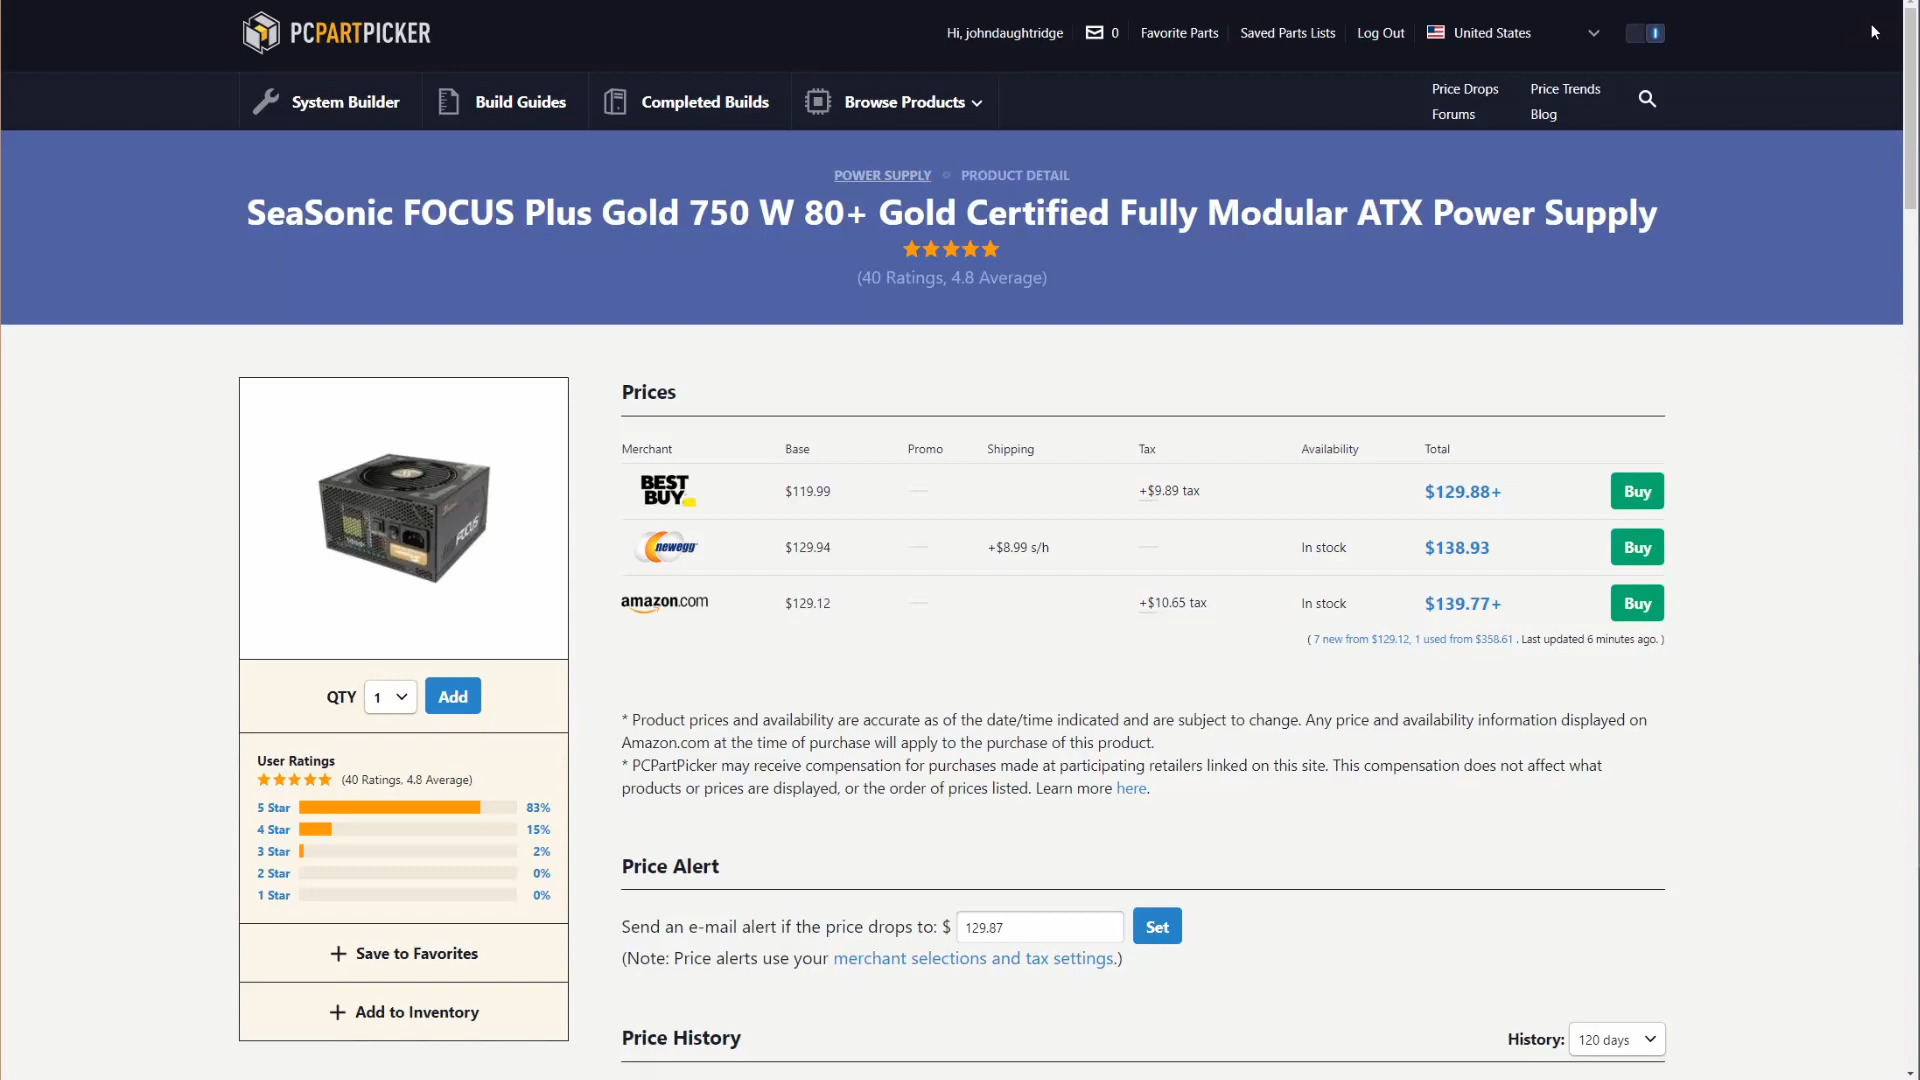 PCPARTPICKER
Hi, johndaughtridge
0
Favorite Parts
Saved Parts Lists
Log Out
United States
System Builder
Build Guides
Completed Builds
Browse Products
Price Drops
Price Trends
Forums
Blog
POWER SUPPLY
PRODUCT DETAIL
SeaSonic FOCUS Plus Gold 750 W 80+ Gold Certified Fully Modular ATX Power Supply
(40 Ratings, 4.8 Average)
FOCUS
QTY 1 Add
User Ratings
(40 Ratings, 4.8 Average)
5 Star 83%
4 Star 15%
3 Star 2%
2 Star 0%
1 Star 0%
+ Save to Favorites
+ Add to Inventory
Prices
Merchant Base Promo Shipping Tax Availability Total
BEST BUY $119.99 — +$9.89 tax $129.88+ Buy
newegg $129.94 — +$8.99 s/h — In stock $138.93 Buy
amazon.com $129.12 — +$10.65 tax In stock $139.77+ Buy
( 7 new from $129.12, 1 used from $358.61 . Last updated 6 minutes ago. )
* Product prices and availability are accurate as of the date/time indicated and are subject to change. Any price and availability information displayed on
Amazon.com at the time of purchase will apply to the purchase of this product.
* PCPartPicker may receive compensation for purchases made at participating retailers linked on this site. This compensation does not affect what
products or prices are displayed, or the order of prices listed. Learn more here.
Price Alert
Send an e-mail alert if the price drops to: $ 129.87 Set
(Note: Price alerts use your merchant selections and tax settings.)
Price History
History: 120 days